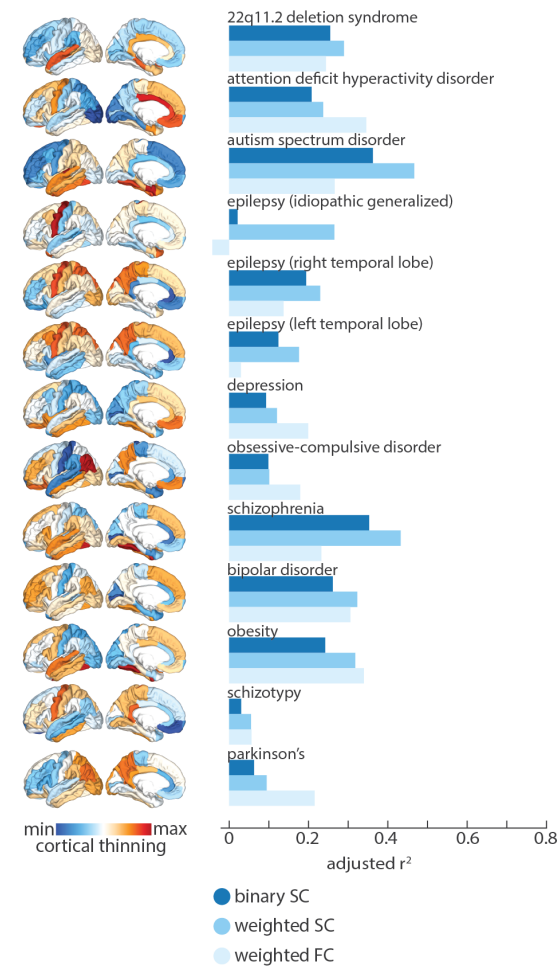 22q11.2 deletion syndrome
attention deficit hyperactivity disorder
autism spectrum disorder
epilepsy (idiopathic generalized)
epilepsy (right temporal lobe)
epilepsy (left temporal lobe)
depression
obsessive-compulsive disorder
schizophrenia
bipolar disorder
obesity
schizotypy
parkinson's
min max
cortical thinning
0 0.2 0.4 0.6 0.8
adjusted r²
binary SC
weighted SC
weighted FC